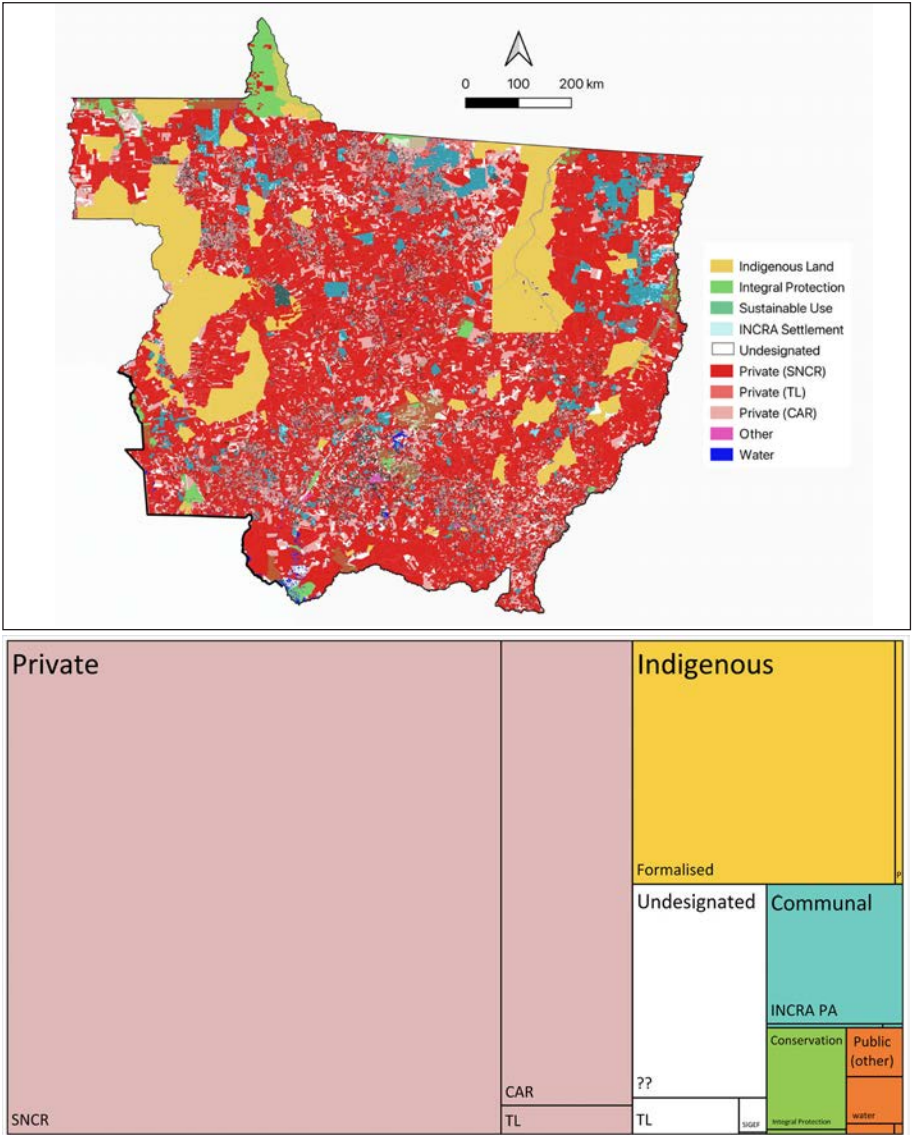 0 100 200 km
Indigenous Land
Integral Protection
Sustainable Use
INCRA Settlement
Undesignated
Private (SNCR)
Private (TL)
Private (CAR)
Other
Water
Private
SNCR
CAR
TL
Indigenous
Formalised
P
Undesignated
??
TL
SIGEF
Communal
INCRA PA
Conservation
Integral Protection
Public
(other)
water